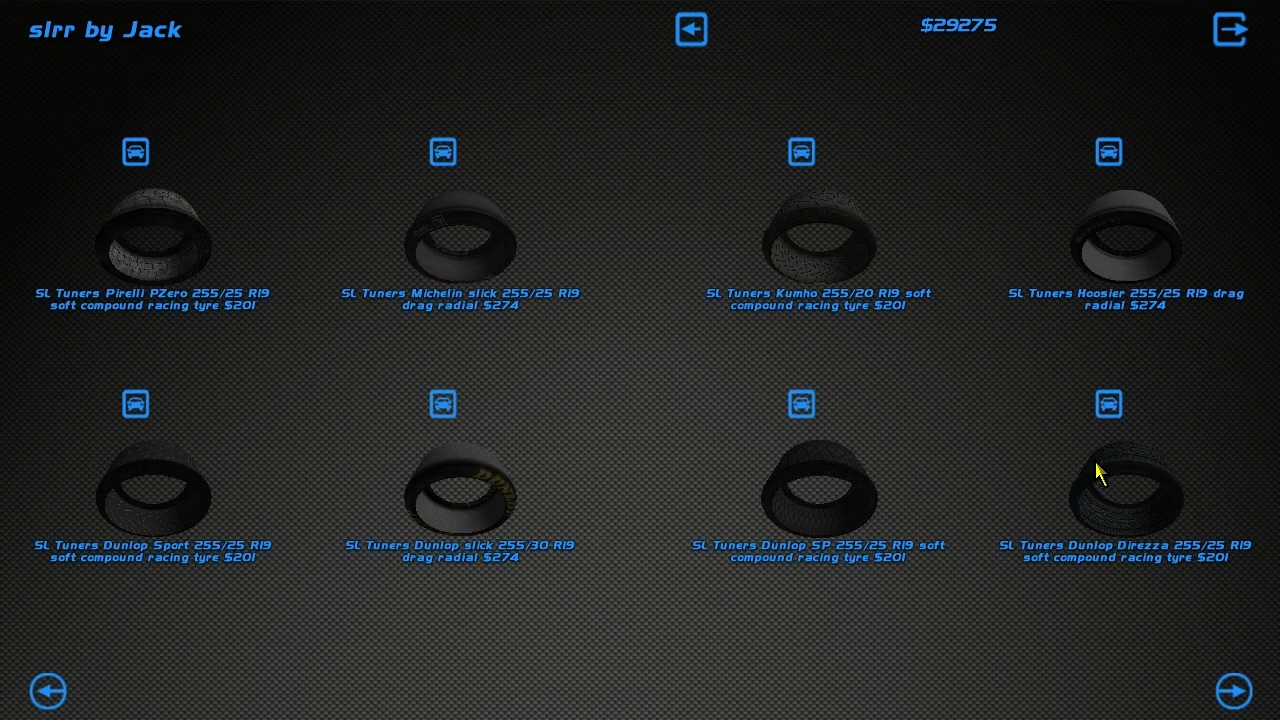 slrr by Jack
$29275
SL Tuners Pirelli PZero 255/25 R19
soft compound racing tyre $201
SL Tuners Michelin slick 255/25 R19
drag radial $274
SL Tuners Kumho 255/20 R19 soft
compound racing tyre $201
SL Tuners Hoosier 255/25 R19 drag
radial $274
SL Tuners Dunlop Sport 255/25 R19
soft compound racing tyre $201
SL Tuners Dunlop slick 255/30 R19
drag radial $274
SL Tuners Dunlop SP 255/25 R19 soft
compound racing tyre $201
SL Tuners Dunlop Direzza 255/25 R19
soft compound racing tyre $201